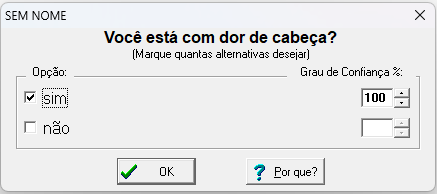 SEM NOME
Você está com dor de cabeça?
(Marque quantas alternativas desejar)
Opção: Grau de Confiança %:
sim 100
não
OK Por que?